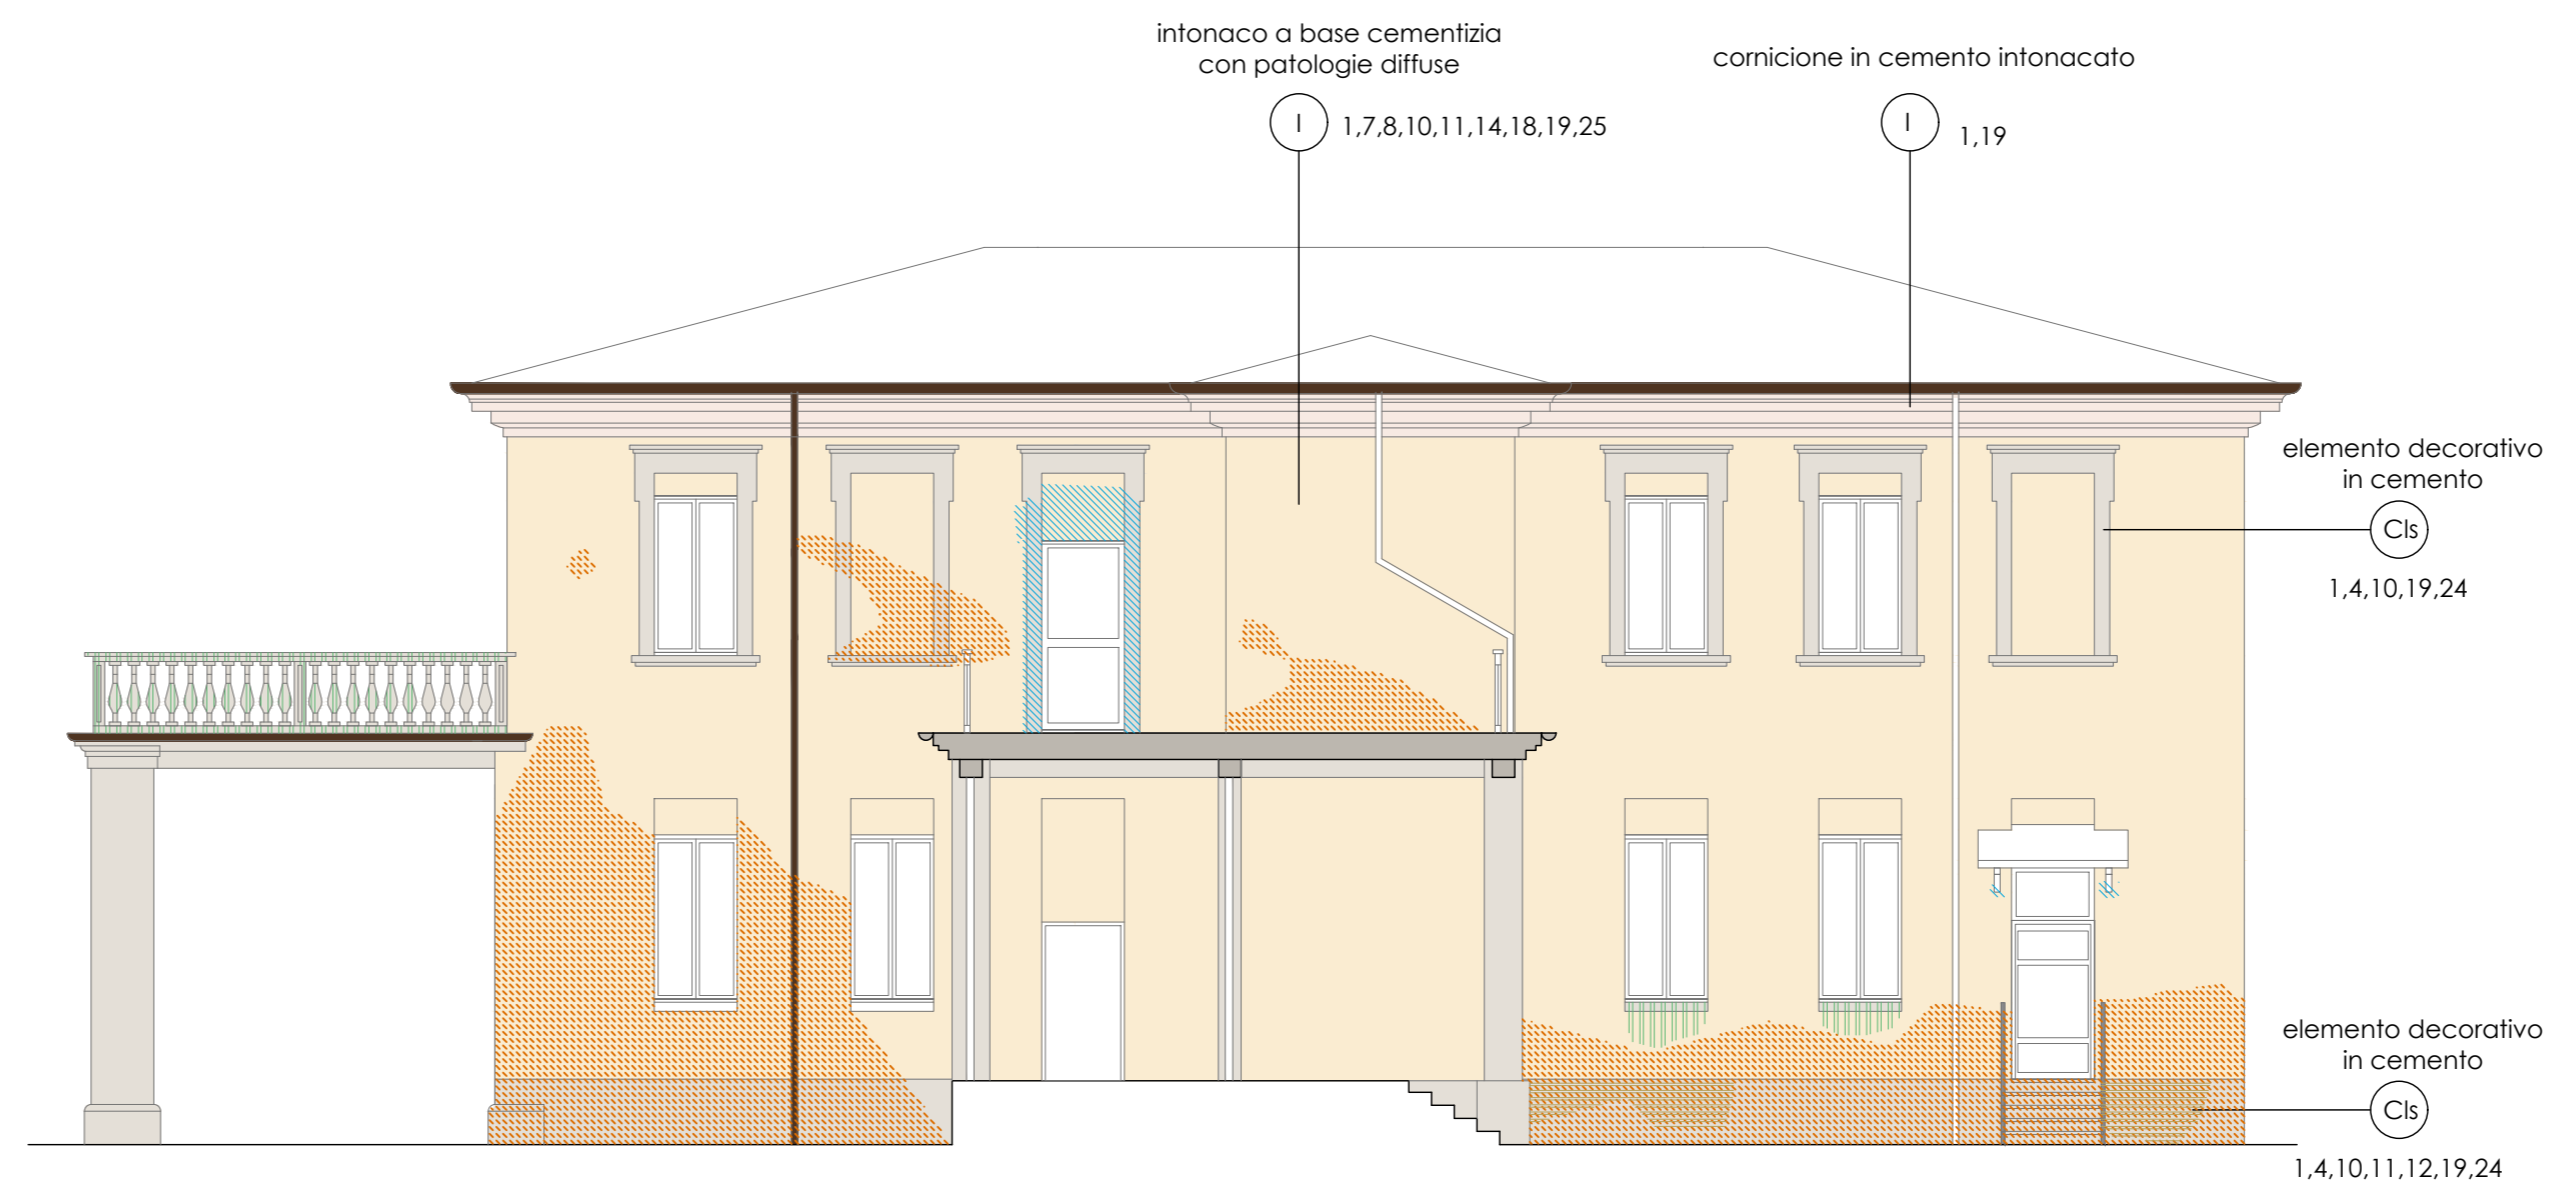 intonaco a base cementizia
con patologie diffuse
I 1,7,8,10,11,14,18,19,25
cornicione in cemento intonacato
I 1,19
elemento decorativo
in cemento
Cls
1,4,10,19,24
elemento decorativo
in cemento
Cls
1,4,10,11,12,19,24